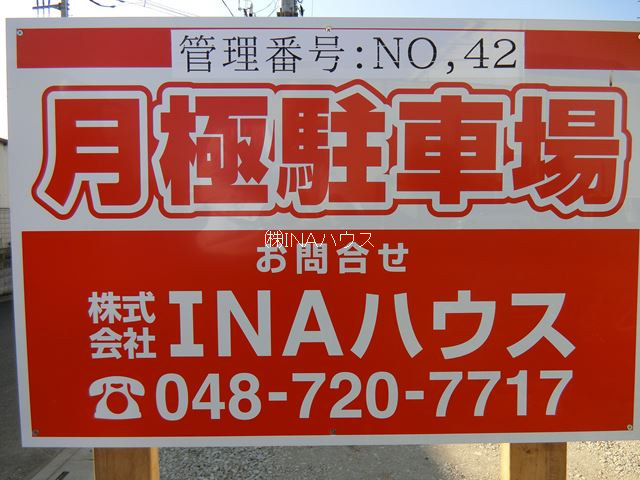 管理番号:NO,42
月極駐車場
㈱INAハウス
お問合せ
株式会社 INAハウス
☎048-720-7717